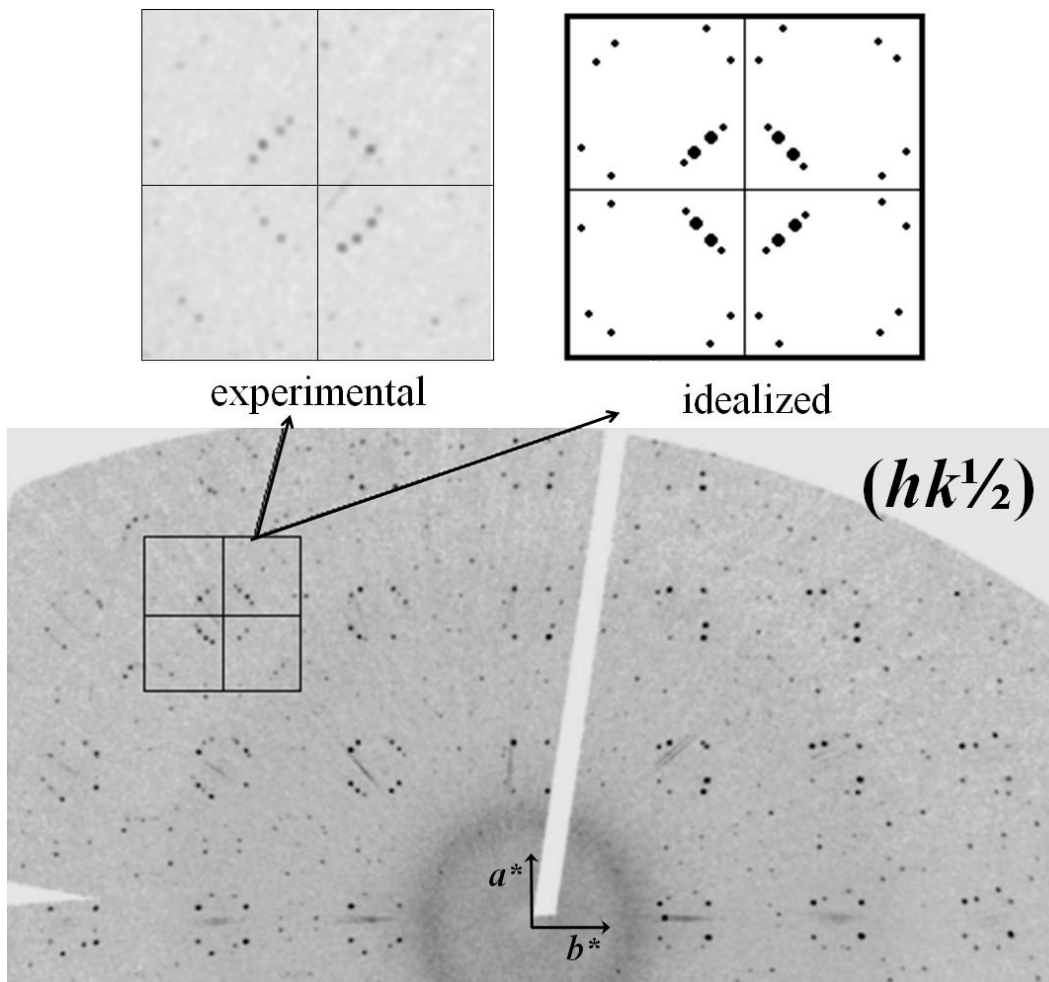 experimental
idealized
(hk½)
a*
b*